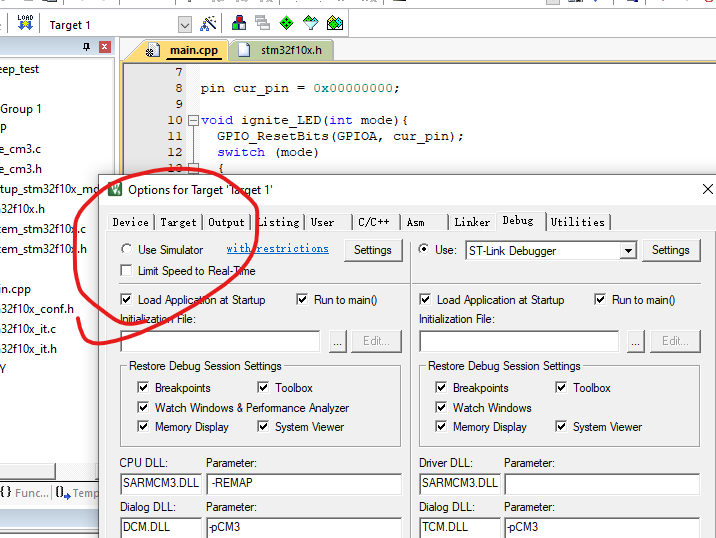 LOAD
Target 1
main.cpp
stm32f10x.h
eep_test
Group 1
P
e_cm3.c
e_cm3.h
rtup_stm32f10x_md
m32f10x.h
tem_stm32f10x.c
tem_stm32f10x.h
in.cpp
32f10x_conf.h
32f10x_it.c
m32f10x_it.h
Y
{} Func...
Temp
7
8 pin cur_pin = 0x00000000;
9
10 void ignite_LED(int mode){
11 GPIO_ResetBits(GPIOA, cur_pin);
12 switch (mode)
13 {
Options for Target 'Target 1'
Device Target Output Listing User C/C++ Asm Linker Debug Utilities
Use Simulator with restrictions Settings
Limit Speed to Real-Time
Load Application at Startup Run to main()
Initialization File:
... Edit...
Restore Debug Session Settings
Breakpoints Toolbox
Watch Windows & Performance Analyzer
Memory Display System Viewer
CPU DLL: Parameter:
SARMCM3.DLL -REMAP
Dialog DLL: Parameter:
DCM.DLL -pCM3
Use: ST-Link Debugger Settings
Load Application at Startup Run to main()
Initialization File:
... Edit...
Restore Debug Session Settings
Breakpoints Toolbox
Watch Windows
Memory Display System Viewer
Driver DLL: Parameter:
SARMCM3.DLL
Dialog DLL: Parameter:
TCM.DLL -pCM3